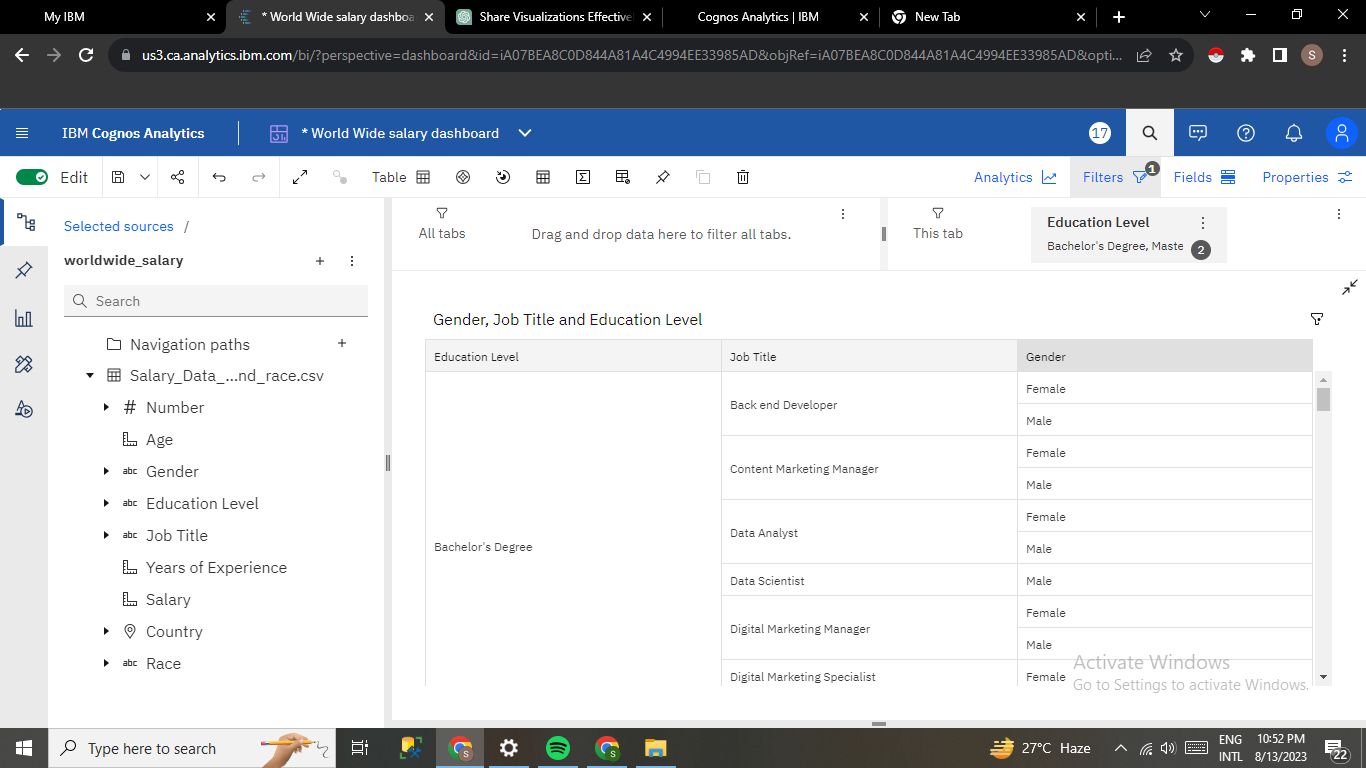 My IBM
* World Wide salary dashboa
Share Visualizations Effective
Cognos Analytics | IBM
New Tab
us3.ca.analytics.ibm.com/bi/?perspective=dashboard&id=iA07BEA8C0D844A81A4C4994EE33985AD&objRef=iA07BEA8C0D844A81A4C4994EE33985AD&opti...
S
IBM Cognos Analytics
* World Wide salary dashboard
17
Edit
Table
Analytics
Filters
1
Fields
Properties
Selected sources /
worldwide_salary
Search
Navigation paths
Salary_Data_...nd_race.csv
# Number
Age
abc Gender
abc Education Level
abc Job Title
Years of Experience
Salary
Country
abc Race
All tabs
Drag and drop data here to filter all tabs.
This tab
Education Level
Bachelor's Degree, Maste
2
Gender, Job Title and Education Level
Education Level Job Title Gender
Bachelor's Degree
Back end Developer
Female
Male
Content Marketing Manager
Female
Male
Data Analyst
Female
Male
Data Scientist
Male
Digital Marketing Manager
Female
Male
Digital Marketing Specialist
Female
Activate Windows
Go to Settings to activate Windows.
Type here to search
27°C Haze
ENG
INTL
10:52 PM
8/13/2023
22